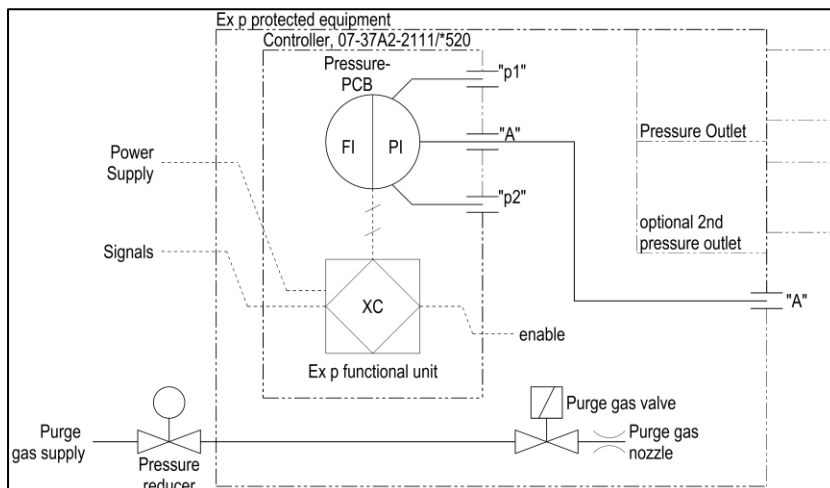 Ex p protected equipment
Controller, 07-37A2-2111/*520
Pressure-
PCB
"p1"
FI
PI
"A"
Pressure Outlet
Power
Supply
"p2"
optional 2nd
pressure outlet
Signals
XC
"A"
enable
Ex p functional unit
Purge gas valve
Purge
gas supply
Purge gas
nozzle
Pressure
reducer